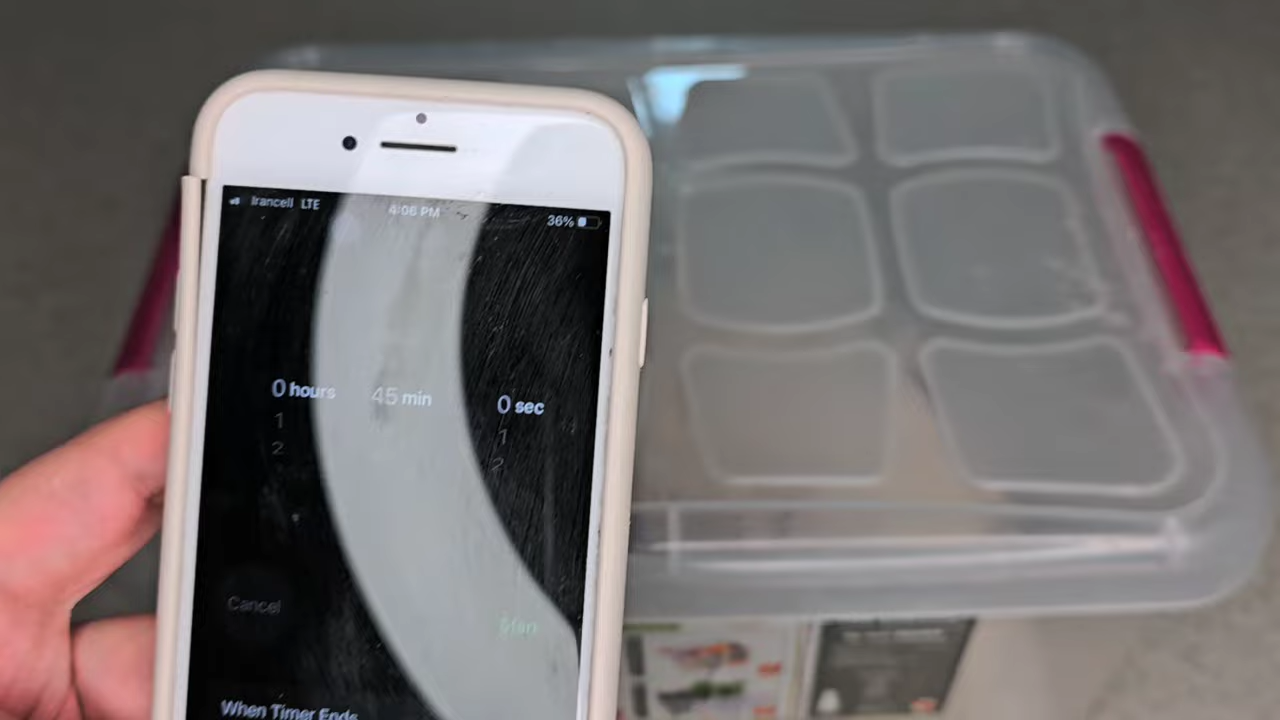 Irancell LTE 4:06 PM 36%
0 hours 45 min 0 sec
1 1
2 2
Cancel Start
When Timer Ends